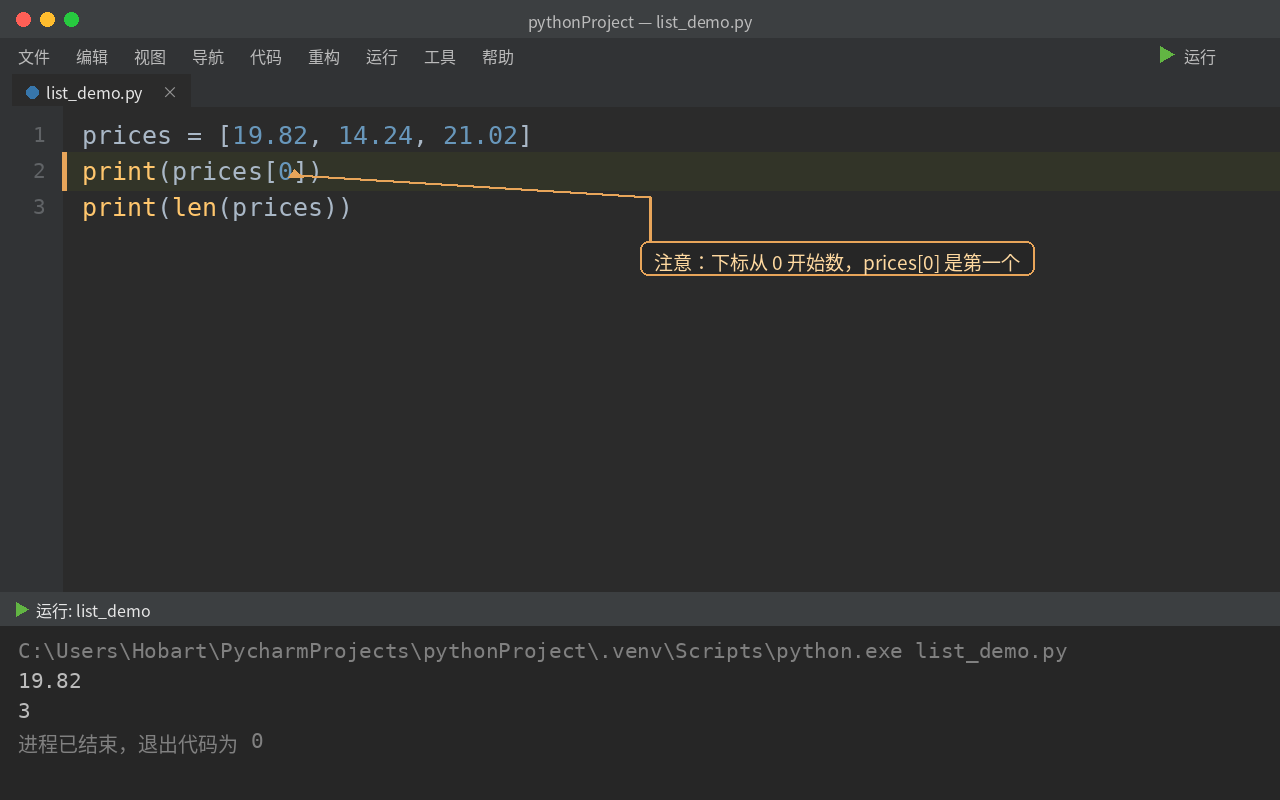 pythonProject — list_demo.py
文件 编辑 视图 导航 代码 重构 运行 工具 帮助 运行
list_demo.py ×
1 prices = [19.82, 14.24, 21.02]
2 print(prices[0])
3 print(len(prices))
注意：下标从 0 开始数，prices[0] 是第一个
运行: list_demo
C:\Users\Hobart\PycharmProjects\pythonProject\.venv\Scripts\python.exe list_demo.py
19.82
3
进程已结束，退出代码为 0